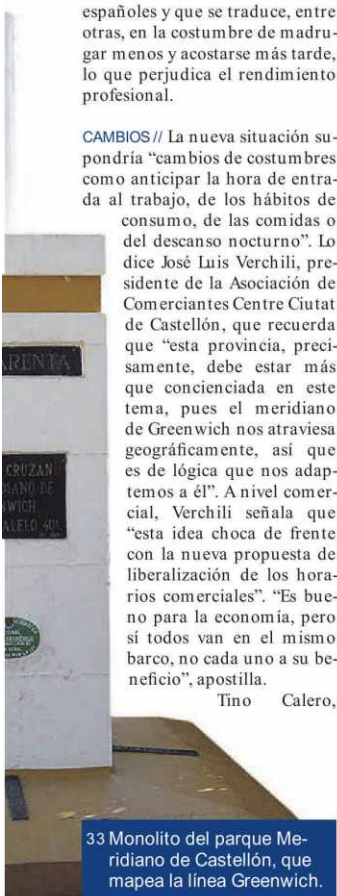 españoles y que se traduce, entre
otras, en la costumbre de madru-
gar menos y acostarse más tarde,
lo que perjudica el rendimiento
profesional.
CAMBIOS// La nueva situación su-
pondría “cambios de costumbres
como anticipar la hora de entra-
da al trabajo, de los hábitos de
consumo, de las comidas o
del descanso nocturno”. Lo
dice José Luis Verchili, pre-
sidente de la Asociación de
Comerciantes Centre Ciutat
de Castellón, que recuerda
que “esta provincia, preci-
samente, debe estar más
que concienciada en este
tema, pues el meridiano
de Greenwich nos atraviesa
geográficamente, así que
es de lógica que nos adap-
temos a él”. A nivel comer-
cial, Verchili señala que
“esta idea choca de frente
con la nueva propuesta de
liberalización de los hora-
rios comerciales”. “Es bue-
no para la economía, pero
sí todos van en el mismo
barco, no cada uno a su be-
neficio”, apostilla.
Tino Calero,
RENTA
CRUZAN
DIANO DE
NWICH
ALELO 40º
33 Monolito del parque Me-
ridiano de Castellón, que
mapea la línea Greenwich.